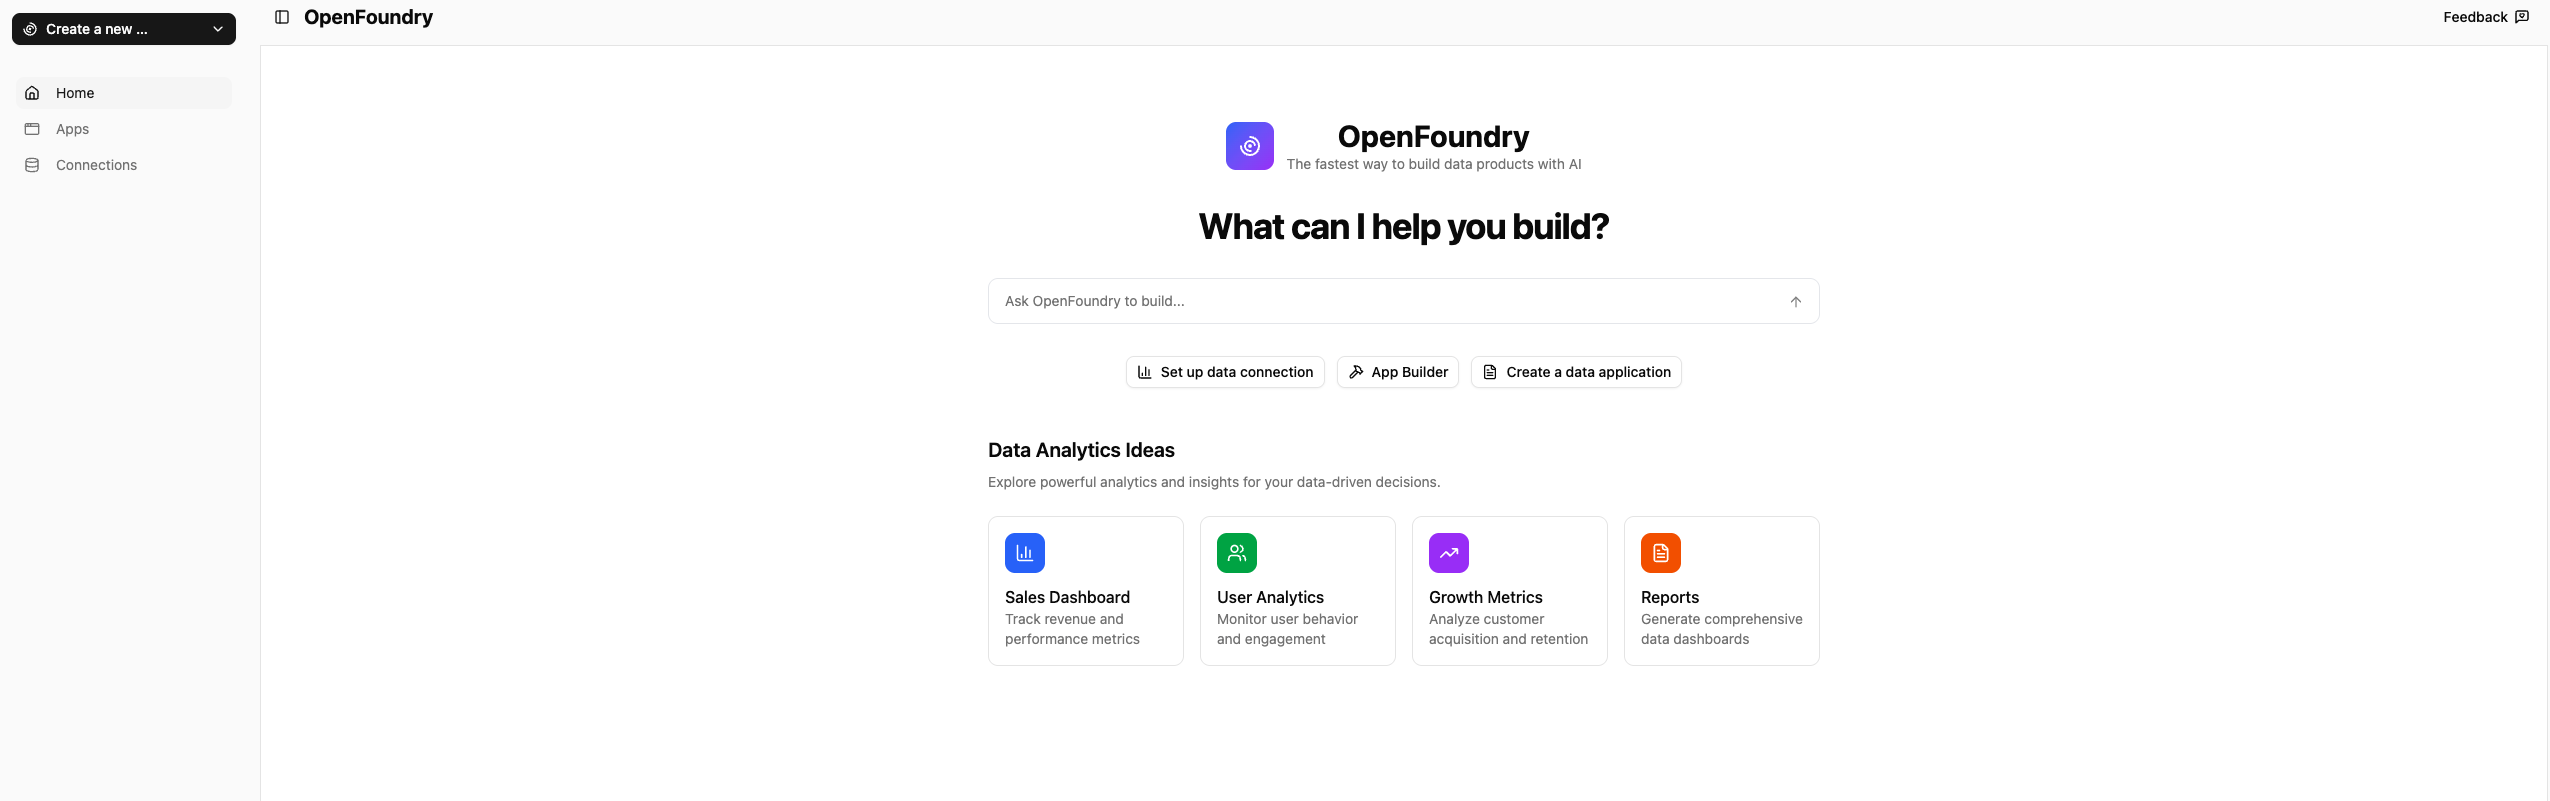 Create a new ...
OpenFoundry
Feedback
Home
Apps
Connections
OpenFoundry
The fastest way to build data products with AI
What can I help you build?
Ask OpenFoundry to build...
Set up data connection
App Builder
Create a data application
Data Analytics Ideas
Explore powerful analytics and insights for your data-driven decisions.
Sales Dashboard
Track revenue and
performance metrics
User Analytics
Monitor user behavior
and engagement
Growth Metrics
Analyze customer
acquisition and retention
Reports
Generate comprehensive
data dashboards